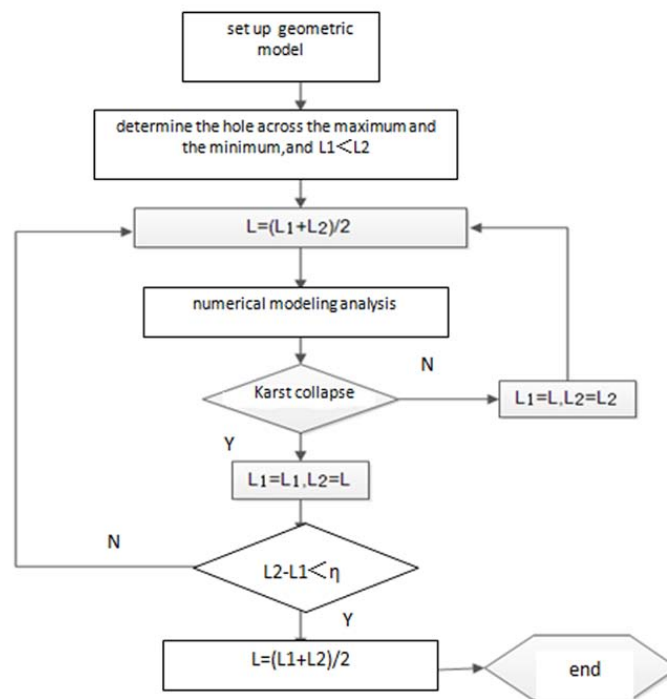 set up geometric
model
determine the hole across the maximum and
the minimum,and L1<L2
L=(L1+L2)/2
numerical modeling analysis
Karst collapse
N
L1=L,L2=L2
Y
L1=L1,L2=L
N
L2-L1<η
Y
L=(L1+L2)/2
end